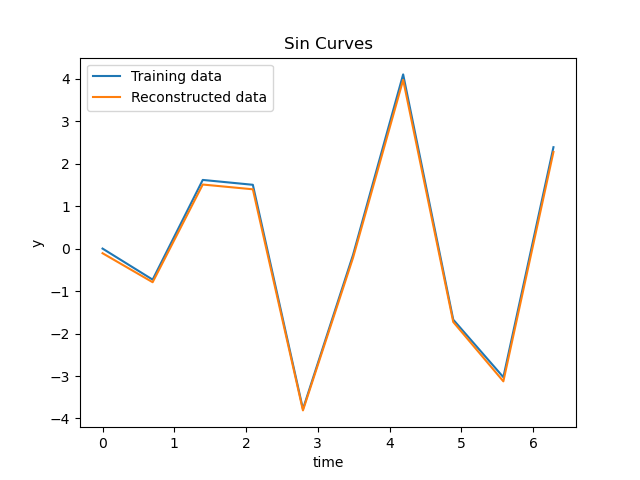 Sin Curves
Training data
Reconstructed data
4
3
2
1
0
−1
−2
−3
−4
y
0 1 2 3 4 5 6
time